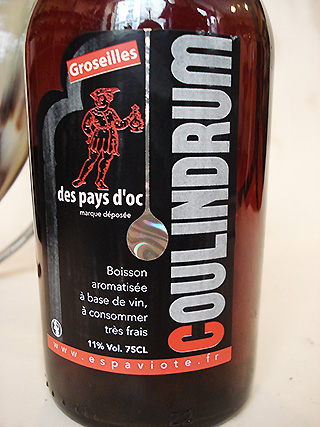 Groseilles
des pays d'oc
marque déposée
COULINDRUM
Boisson
aromatisée
à base de vin,
à consommer
très frais
11% Vol. 75CL
www.espaviote.fr